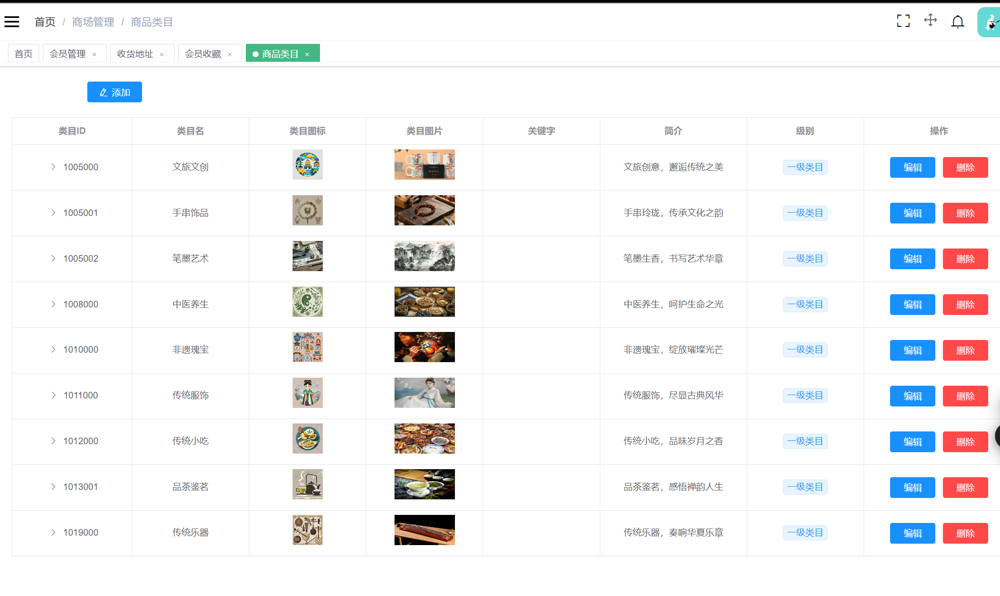 首页 / 商场管理 / 商品类目
首页 会员管理 × 收货地址 × 会员收藏 × 商品类目 ×
添加
类目ID 类目名 类目图标 类目图片 关键字 简介 级别 操作
1005000 文旅文创 文旅创意，邂逅传统之美 一级类目 编辑 删除
1005001 手串饰品 手串玲珑，传承文化之韵 一级类目 编辑 删除
1005002 笔墨艺术 笔墨生香，书写艺术华章 一级类目 编辑 删除
1008000 中医养生 中医养生，呵护生命之光 一级类目 编辑 删除
1010000 非遗瑰宝 非遗瑰宝，绽放璀璨光芒 一级类目 编辑 删除
1011000 传统服饰 传统服饰，尽显古典风华 一级类目 编辑 删除
1012000 传统小吃 传统小吃，品味岁月之香 一级类目 编辑 删除
1013001 品茶鉴茗 品茶鉴茗，感悟禅韵人生 一级类目 编辑 删除
1019000 传统乐器 传统乐器，奏响华夏乐章 一级类目 编辑 删除